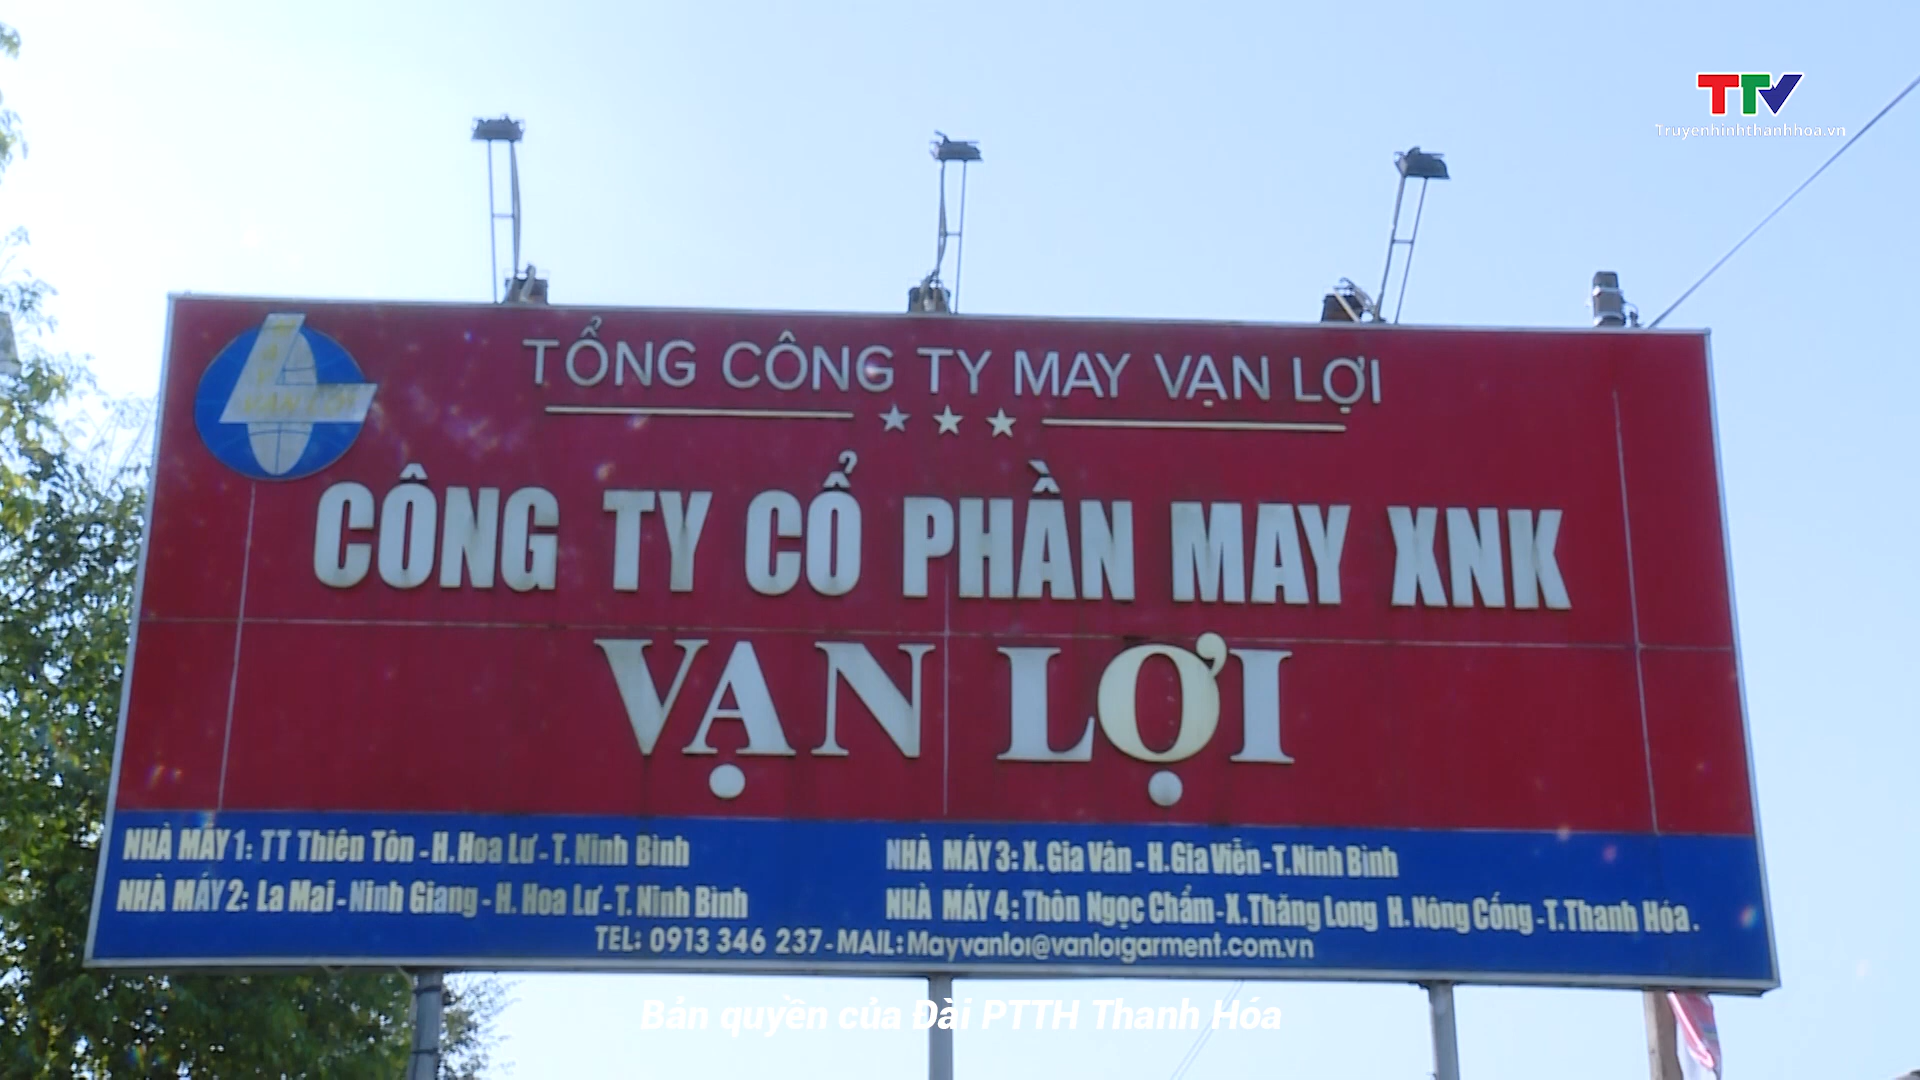 TTV
Truyenhinhthanhhoa.vn
TỔNG CÔNG TY MAY VẠN LỢI
VẠN LỢI
CÔNG TY CỔ PHẦN MAY XNK
VẠN LỢI
NHÀ MÁY 1: TT Thiên Tôn - H. Hoa Lư - T. Ninh Bình
NHÀ MÁY 2: La Mai - Ninh Giang - H. Hoa Lư - T. Ninh Bình
NHÀ MÁY 3: X. Gia Vân - H. Gia Viễn - T. Ninh Bình
NHÀ MÁY 4: Thôn Ngọc Chẩm - X. Thăng Long H. Nông Cống - T. Thanh Hóa.
TEL: 0913 346 237 - MAIL: Mayvanloi@vanloigarment.com.vn
Bản quyền của Đài PTTH Thanh Hóa